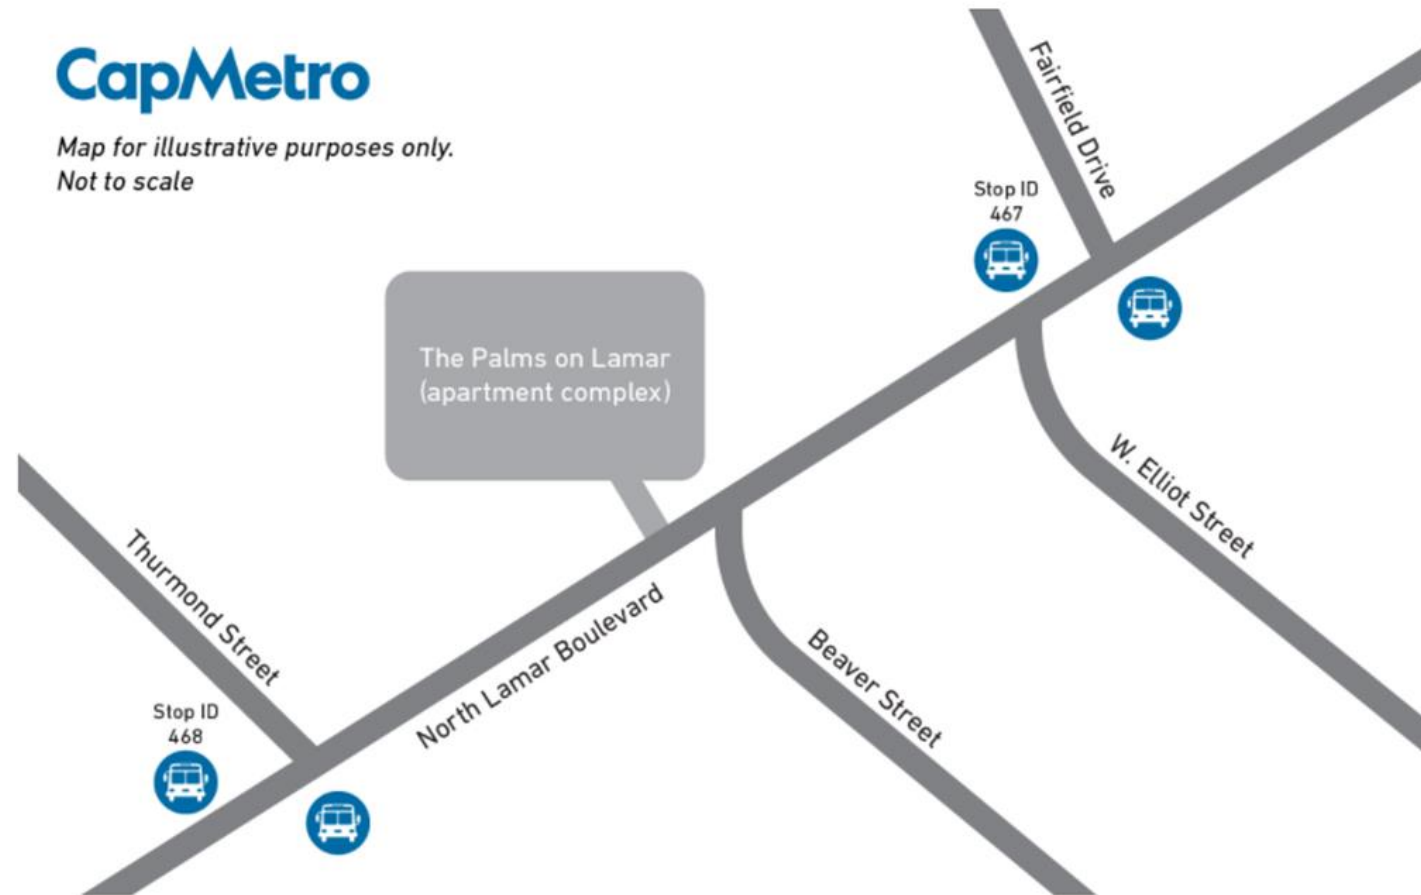 CapMetro
Map for illustrative purposes only.
Not to scale
Fairfield Drive
Stop ID
467
The Palms on Lamar
(apartment complex)
W. Elliot Street
Thurmond Street
North Lamar Boulevard
Beaver Street
Stop ID
468